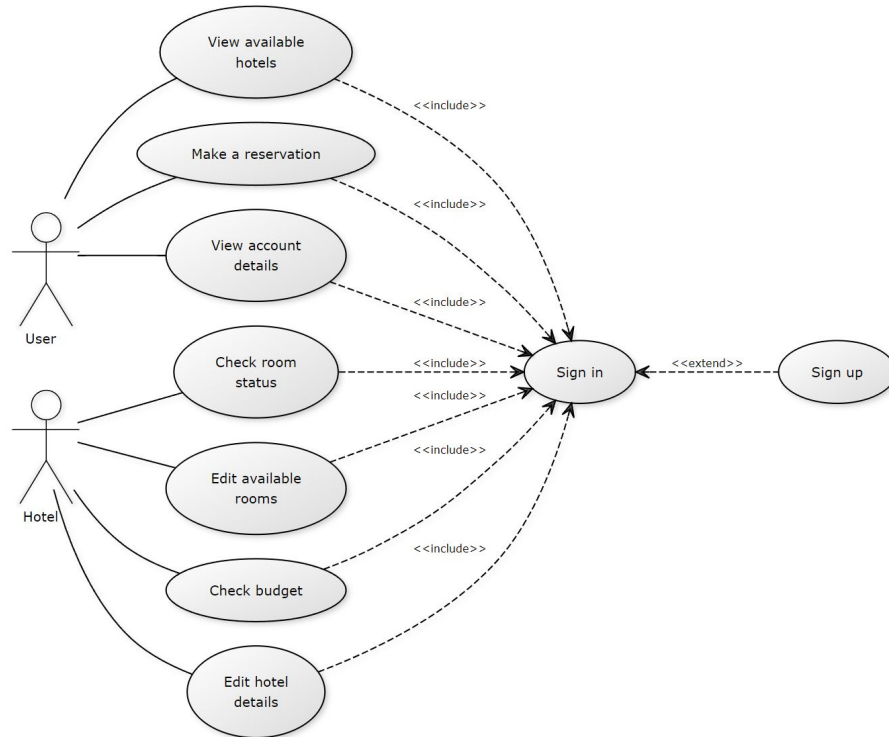 View available
hotels
<<include>>
Make a reservation
<<include>>
View account
details
<<include>>
User
Check room
status
<<include>>
Sign in
<<extend>>
Sign up
<<include>>
Edit available
rooms
<<include>>
Hotel
<<include>>
Check budget
Edit hotel
details